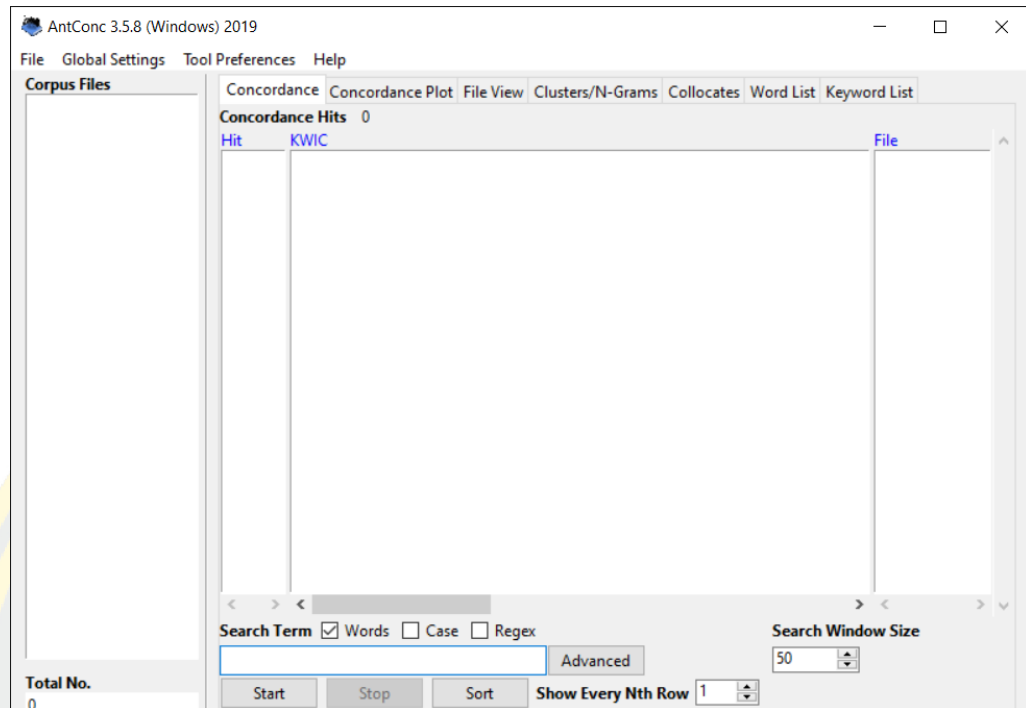 AntConc 3.5.8 (Windows) 2019
File Global Settings Tool Preferences Help
Corpus Files
Concordance Concordance Plot File View Clusters/N-Grams Collocates Word List Keyword List
Concordance Hits 0
Hit KWIC File
Search Term Words Case Regex Search Window Size
Advanced 50
Total No.
0
Start Stop Sort Show Every Nth Row 1